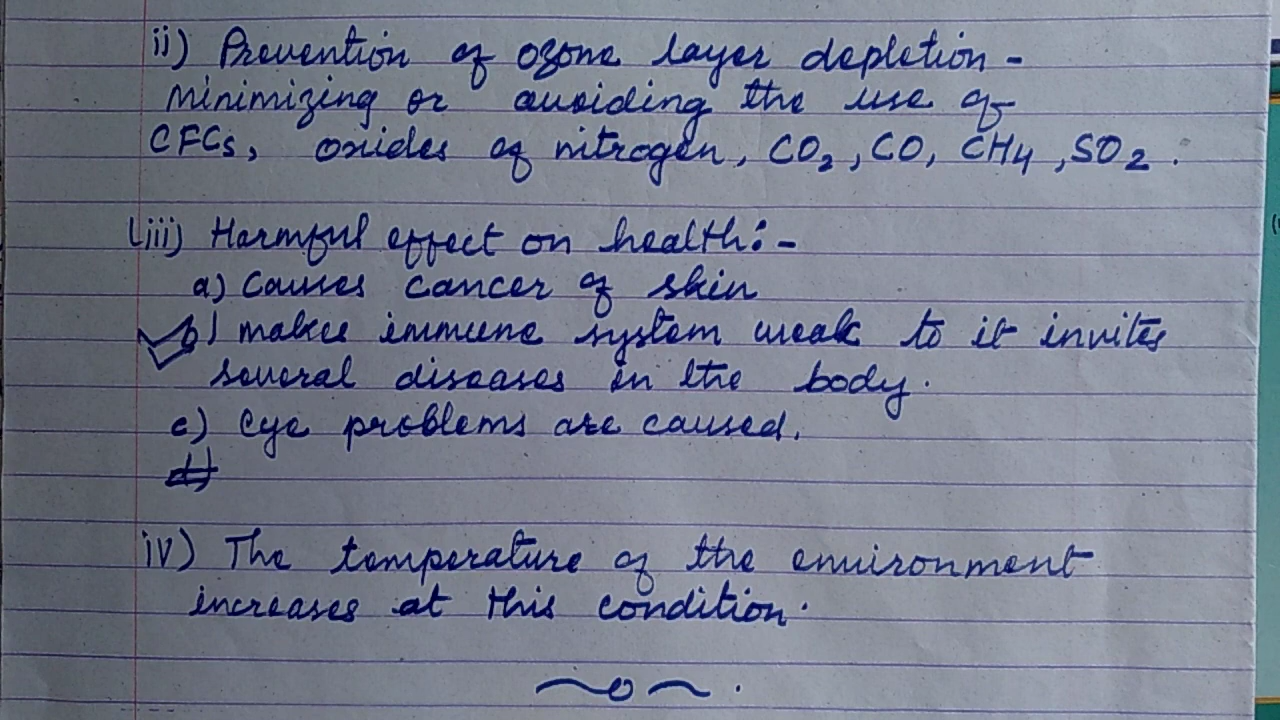 ii) Prevention of ozone layer depletion -
Minimizing or avoiding the use of
CFCs, oxides of nitrogen, CO₂, CO, CH4, SO₂.
(iii) Harmful effect on health:-
a) Causes cancer of skin
b) makes immune system weak to it invites
several diseases in the body.
c) Eye problems are caused.
d)
iv) The temperature of the environment
increases at this condition.